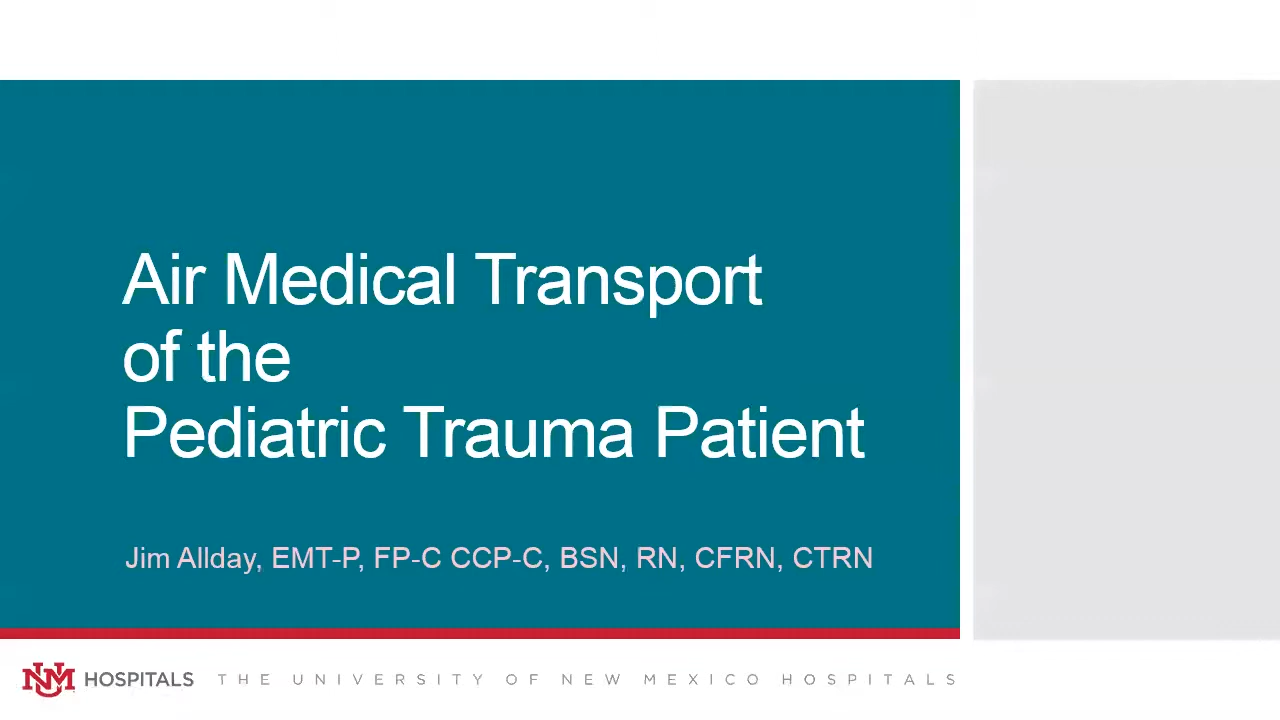 Air Medical Transport
of the
Pediatric Trauma Patient
Jim Allday, EMT-P, FP-C CCP-C, BSN, RN, CFRN, CTRN
UNM HOSPITALS THE UNIVERSITY OF NEW MEXICO HOSPITALS